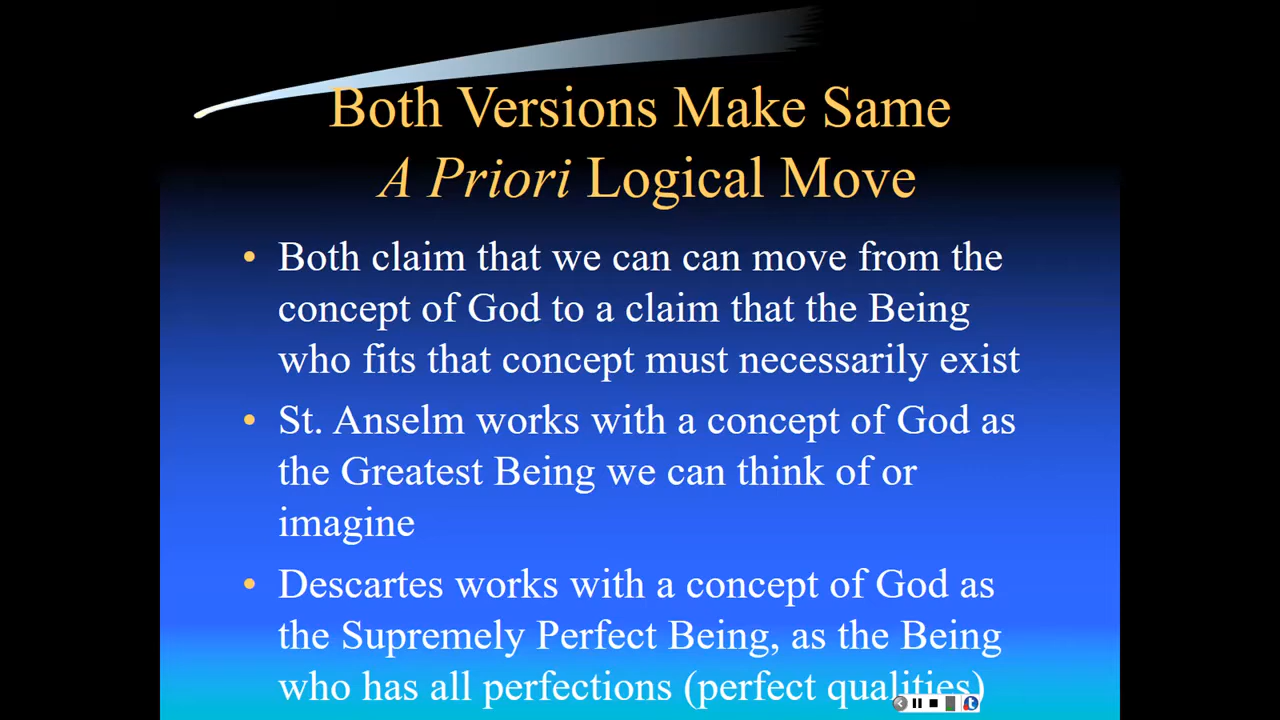 Both Versions Make Same
A Priori Logical Move
• Both claim that we can can move from the
concept of God to a claim that the Being
who fits that concept must necessarily exist
• St. Anselm works with a concept of God as
the Greatest Being we can think of or
imagine
• Descartes works with a concept of God as
the Supremely Perfect Being, as the Being
who has all perfections (perfect qualities)